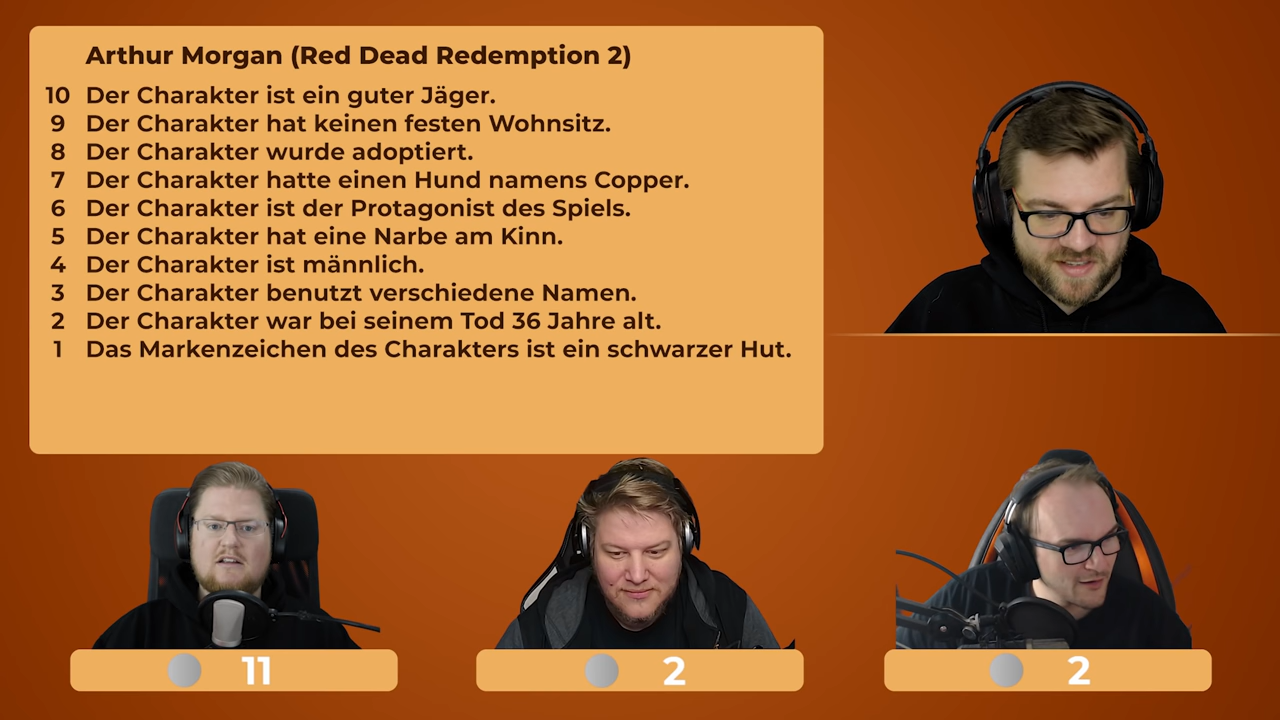 Arthur Morgan (Red Dead Redemption 2)
10 Der Charakter ist ein guter Jäger.
9 Der Charakter hat keinen festen Wohnsitz.
8 Der Charakter wurde adoptiert.
7 Der Charakter hatte einen Hund namens Copper.
6 Der Charakter ist der Protagonist des Spiels.
5 Der Charakter hat eine Narbe am Kinn.
4 Der Charakter ist männlich.
3 Der Charakter benutzt verschiedene Namen.
2 Der Charakter war bei seinem Tod 36 Jahre alt.
1 Das Markenzeichen des Charakters ist ein schwarzer Hut.
11
2
2